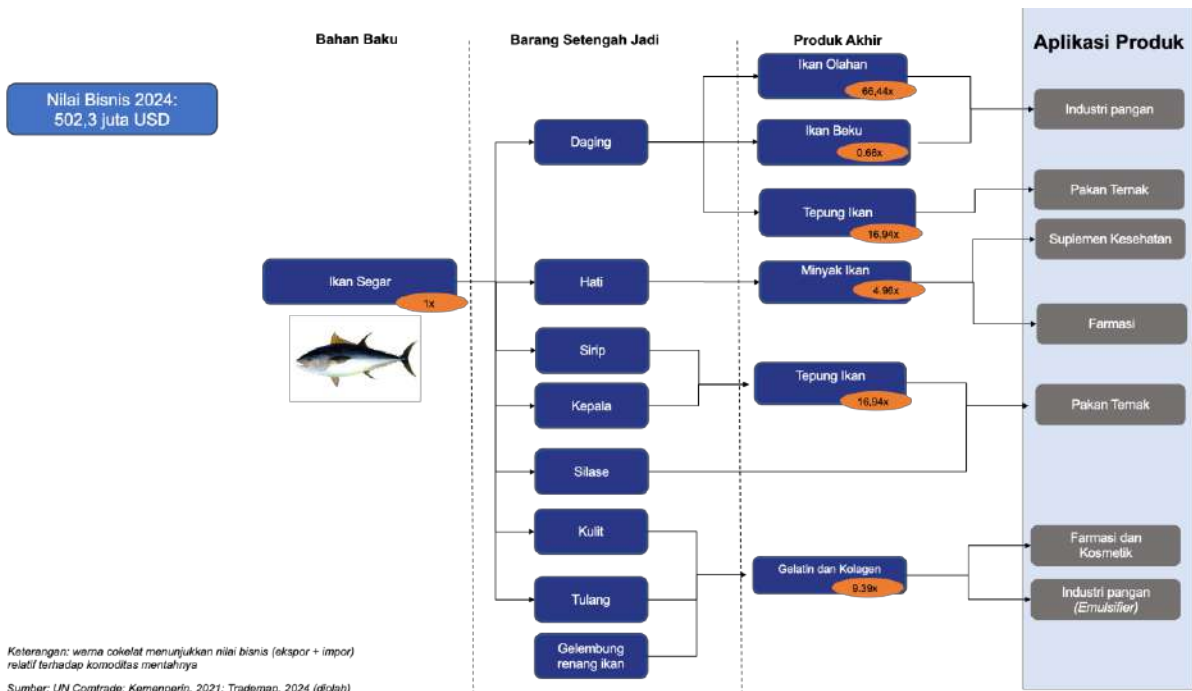 Bahan Baku
Barang Setengah Jadi
Produk Akhir
Aplikasi Produk
Nilai Bisnis 2024:
502,3 juta USD
Ikan Segar
1x
Daging
Hati
Sirip
Kepala
Silase
Kulit
Tulang
Gelembung
renang ikan
Ikan Olahan
66,44x
Ikan Beku
0.66x
Tepung Ikan
16,94x
Minyak Ikan
4.96x
Tepung Ikan
16,94x
Gelatin dan Kolagen
9.39x
Industri pangan
Pakan Ternak
Suplemen Kesehatan
Farmasi
Pakan Ternak
Farmasi dan
Kosmetik
Industri pangan
(Emulsifier)
Keterangan: warna cokelat menunjukkan nilai bisnis (ekspor + impor)
relatif terhadap komoditas mentahnya
Sumber: UN Comtrade; Kemenperin, 2021; Trademap, 2024 (diolah)